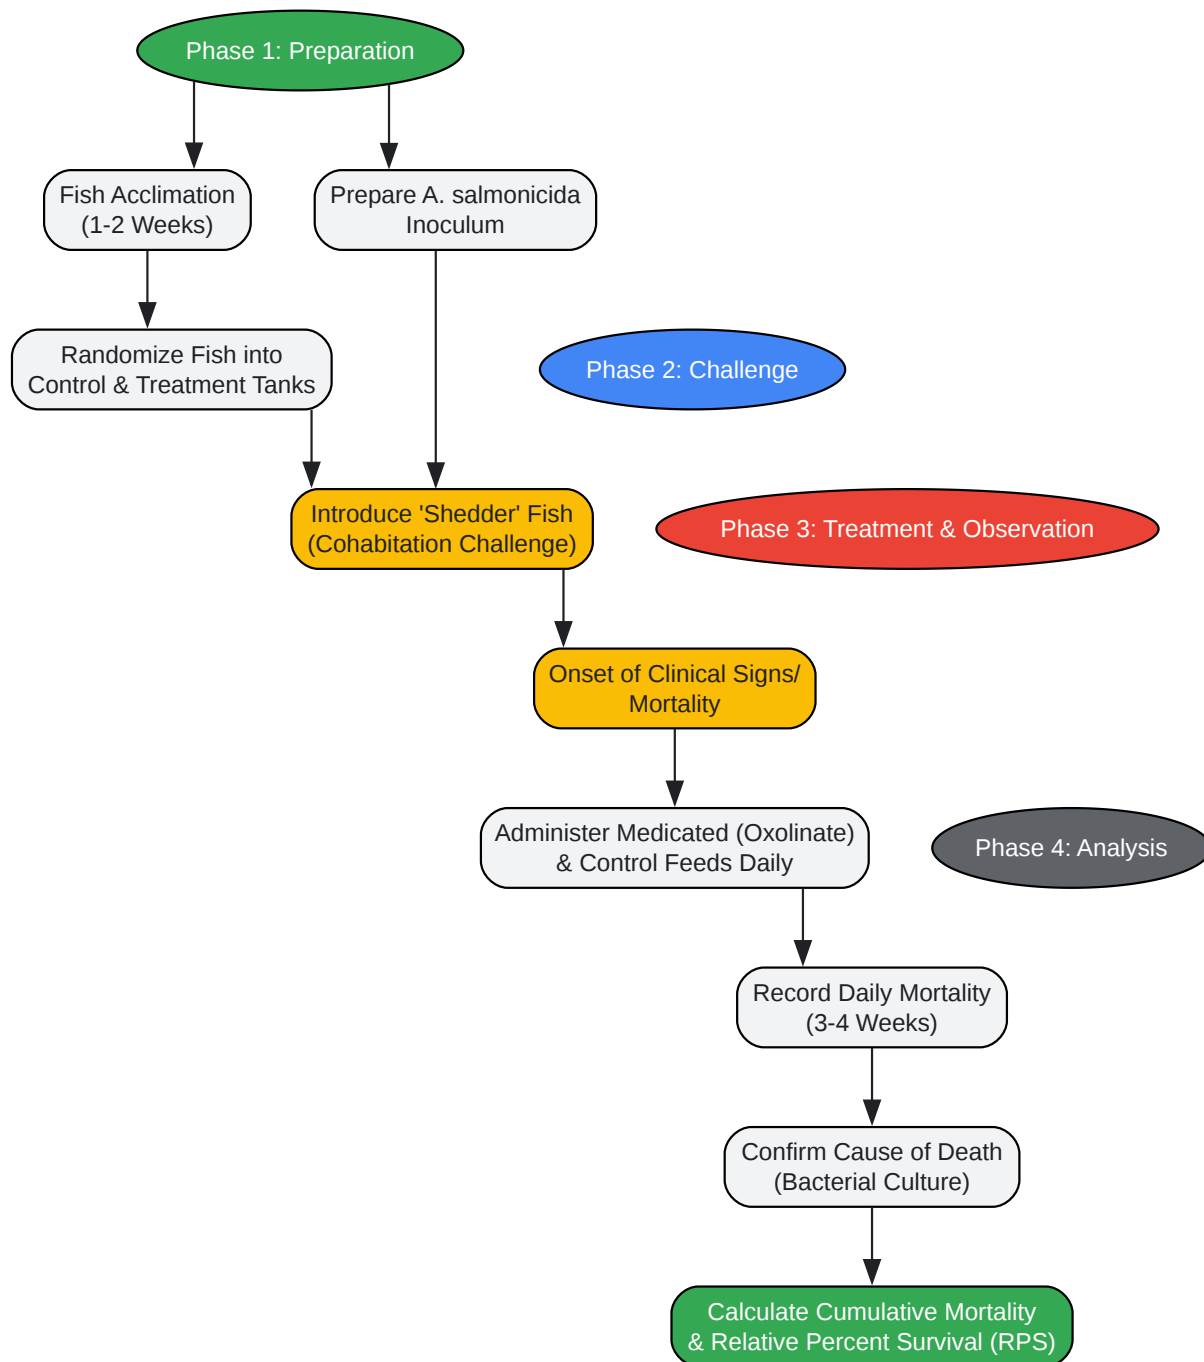 Phase 1: Preparation
Fish Acclimation
(1-2 Weeks)
Prepare A. salmonicida
Inoculum
Randomize Fish into
Control & Treatment Tanks
Phase 2: Challenge
Introduce 'Shedder' Fish
(Cohabitation Challenge)
Phase 3: Treatment & Observation
Onset of Clinical Signs/
Mortality
Administer Medicated (Oxolinate)
& Control Feeds Daily
Phase 4: Analysis
Record Daily Mortality
(3-4 Weeks)
Confirm Cause of Death
(Bacterial Culture)
Calculate Cumulative Mortality
& Relative Percent Survival (RPS)